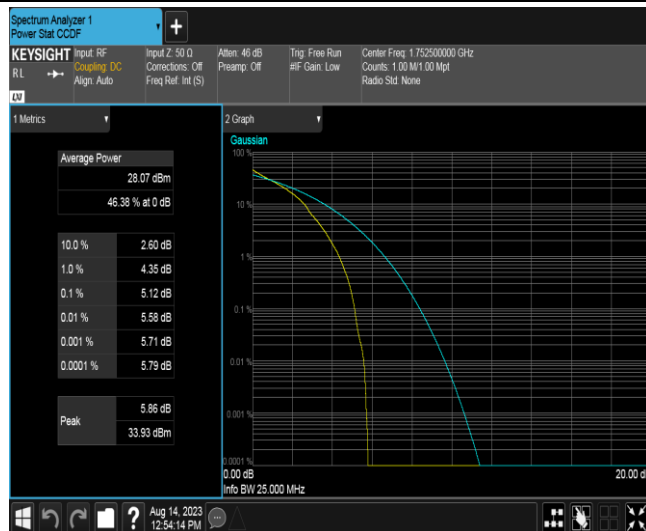 Spectrum Analyzer 1
Power Stat CCDF
+
KEYSIGHT
RL
Input: RF
Coupling: DC
Align: Auto
Input Z: 50 Ω
Corrections: Off
Freq Ref: Int (S)
Atten: 46 dB
Preamp: Off
Trig: Free Run
#IF Gain: Low
Center Freq: 1.752500000 GHz
Counts: 1.00 M/1.00 Mpt
Radio Std: None
1 Metrics
Average Power
28.07 dBm
46.38 % at 0 dB
10.0 % 2.60 dB
1.0 % 4.35 dB
0.1 % 5.12 dB
0.01 % 5.58 dB
0.001 % 5.71 dB
0.0001 % 5.79 dB
Peak
5.86 dB
33.93 dBm
2 Graph
Gaussian
100 %
10 %
1 %
0.1 %
0.01 %
0.001 %
0.0001 %
0.00 dB
20.00 d
Info BW 25.000 MHz
?
Aug 14, 2023
12:54:14 PM